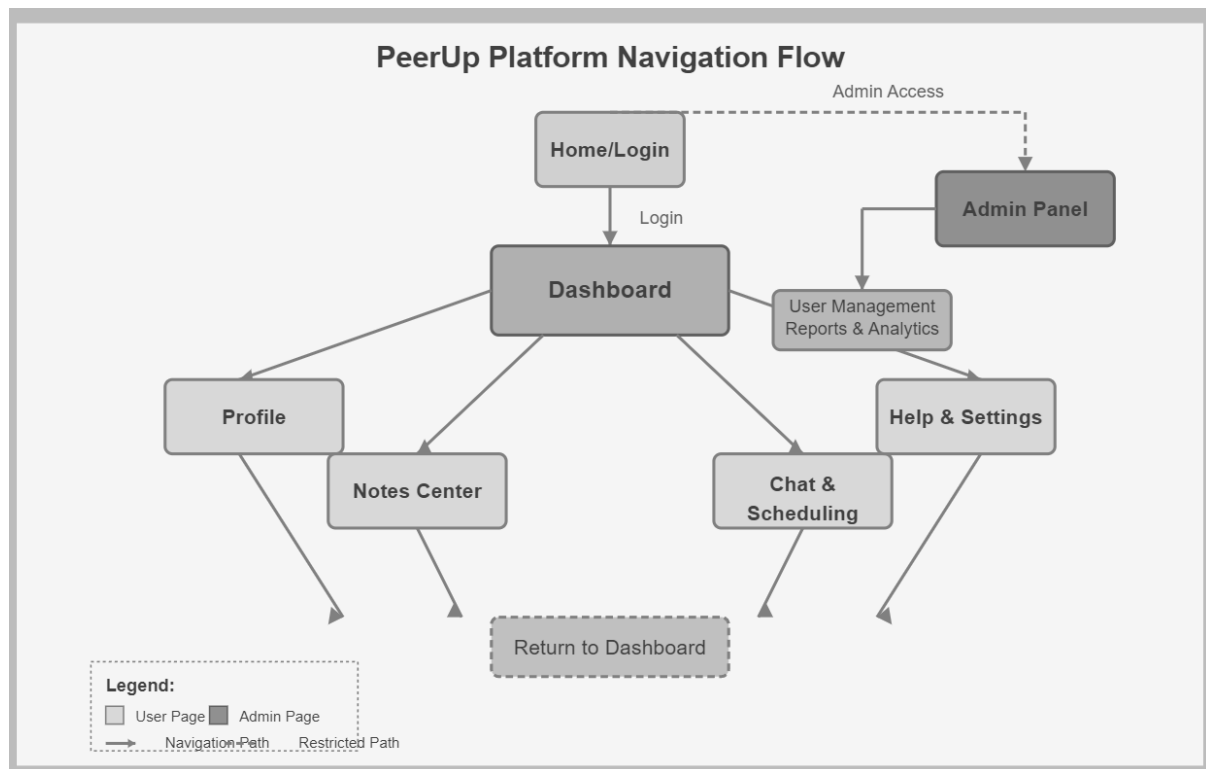 PeerUp Platform Navigation Flow
Admin Access
Home/Login
Admin Panel
Login
Dashboard
User Management
Reports & Analytics
Profile
Help & Settings
Notes Center
Chat &
Scheduling
Return to Dashboard
Legend:
User Page
Admin Page
Navigation Path
Restricted Path